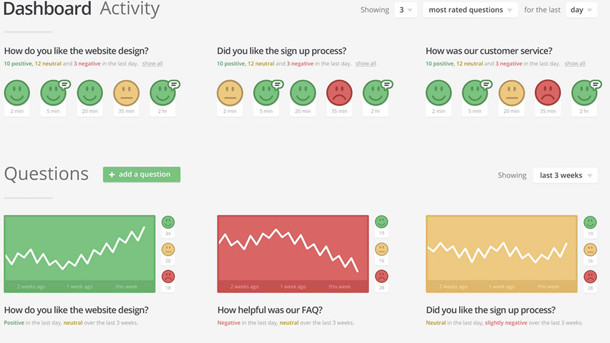 Dashboard Activity
Showing 3 most rated questions for the last day
How do you like the website design?
10 positive, 12 neutral and 3 negative in the last day. show all
2 min 5 min 20 min 35 min 2 hr
Did you like the sign up process?
10 positive, 12 neutral and 3 negative in the last day. show all
2 min 5 min 20 min 35 min 2 hr
How was our customer service?
10 positive, 12 neutral and 3 negative in the last day. show all
2 min 5 min 20 min 35 min 2 hr
Questions + add a question
Showing last 3 weeks
2 weeks ago 1 week ago this week
How do you like the website design?
Positive in the last day, neutral over the last 3 weeks.
2 weeks ago 1 week ago this week
How helpful was our FAQ?
Negative in the last day, neutral over the last 3 weeks.
2 weeks ago 1 week ago this week
Did you like the sign up process?
Neutral in the last day, slightly negative over the last 3 weeks.